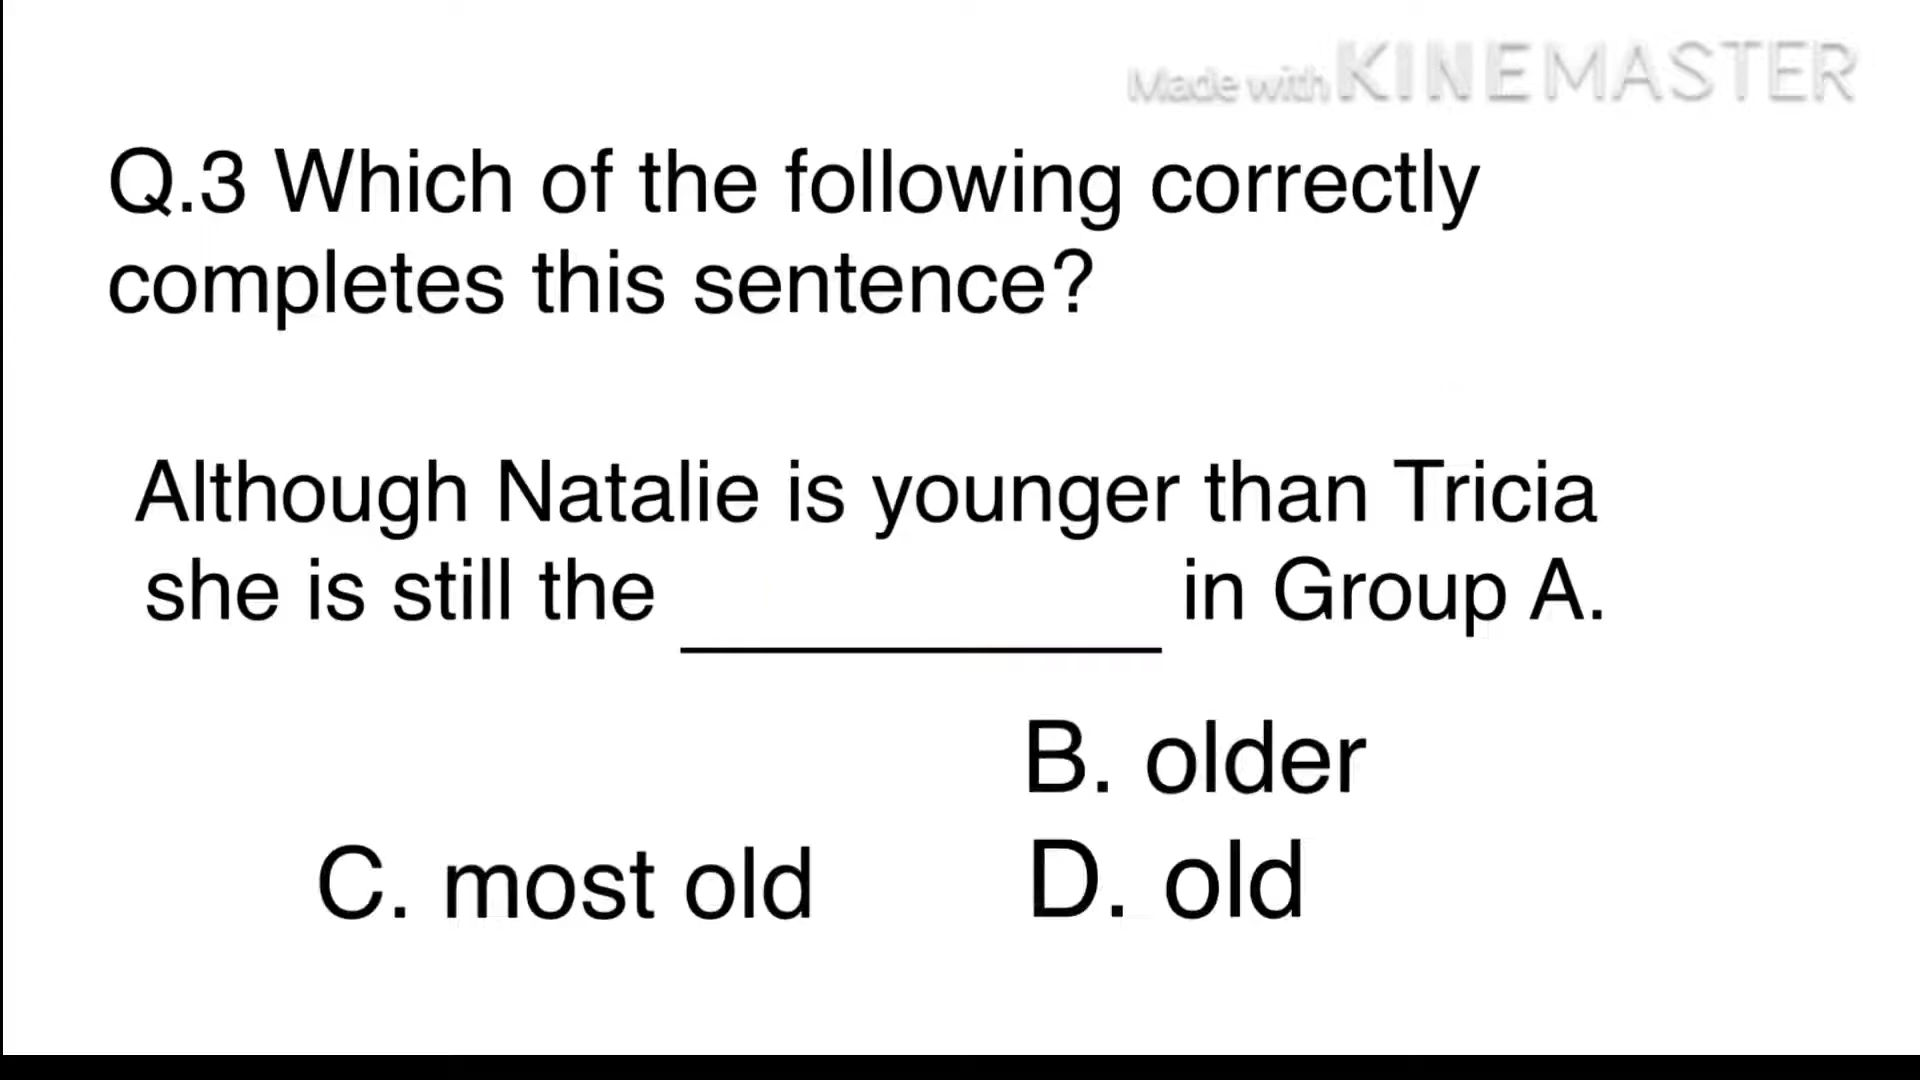 Made with KINEMASTER
Q.3 Which of the following correctly
completes this sentence?
Although Natalie is younger than Tricia
she is still the __________ in Group A.
B. older
C. most old
D. old